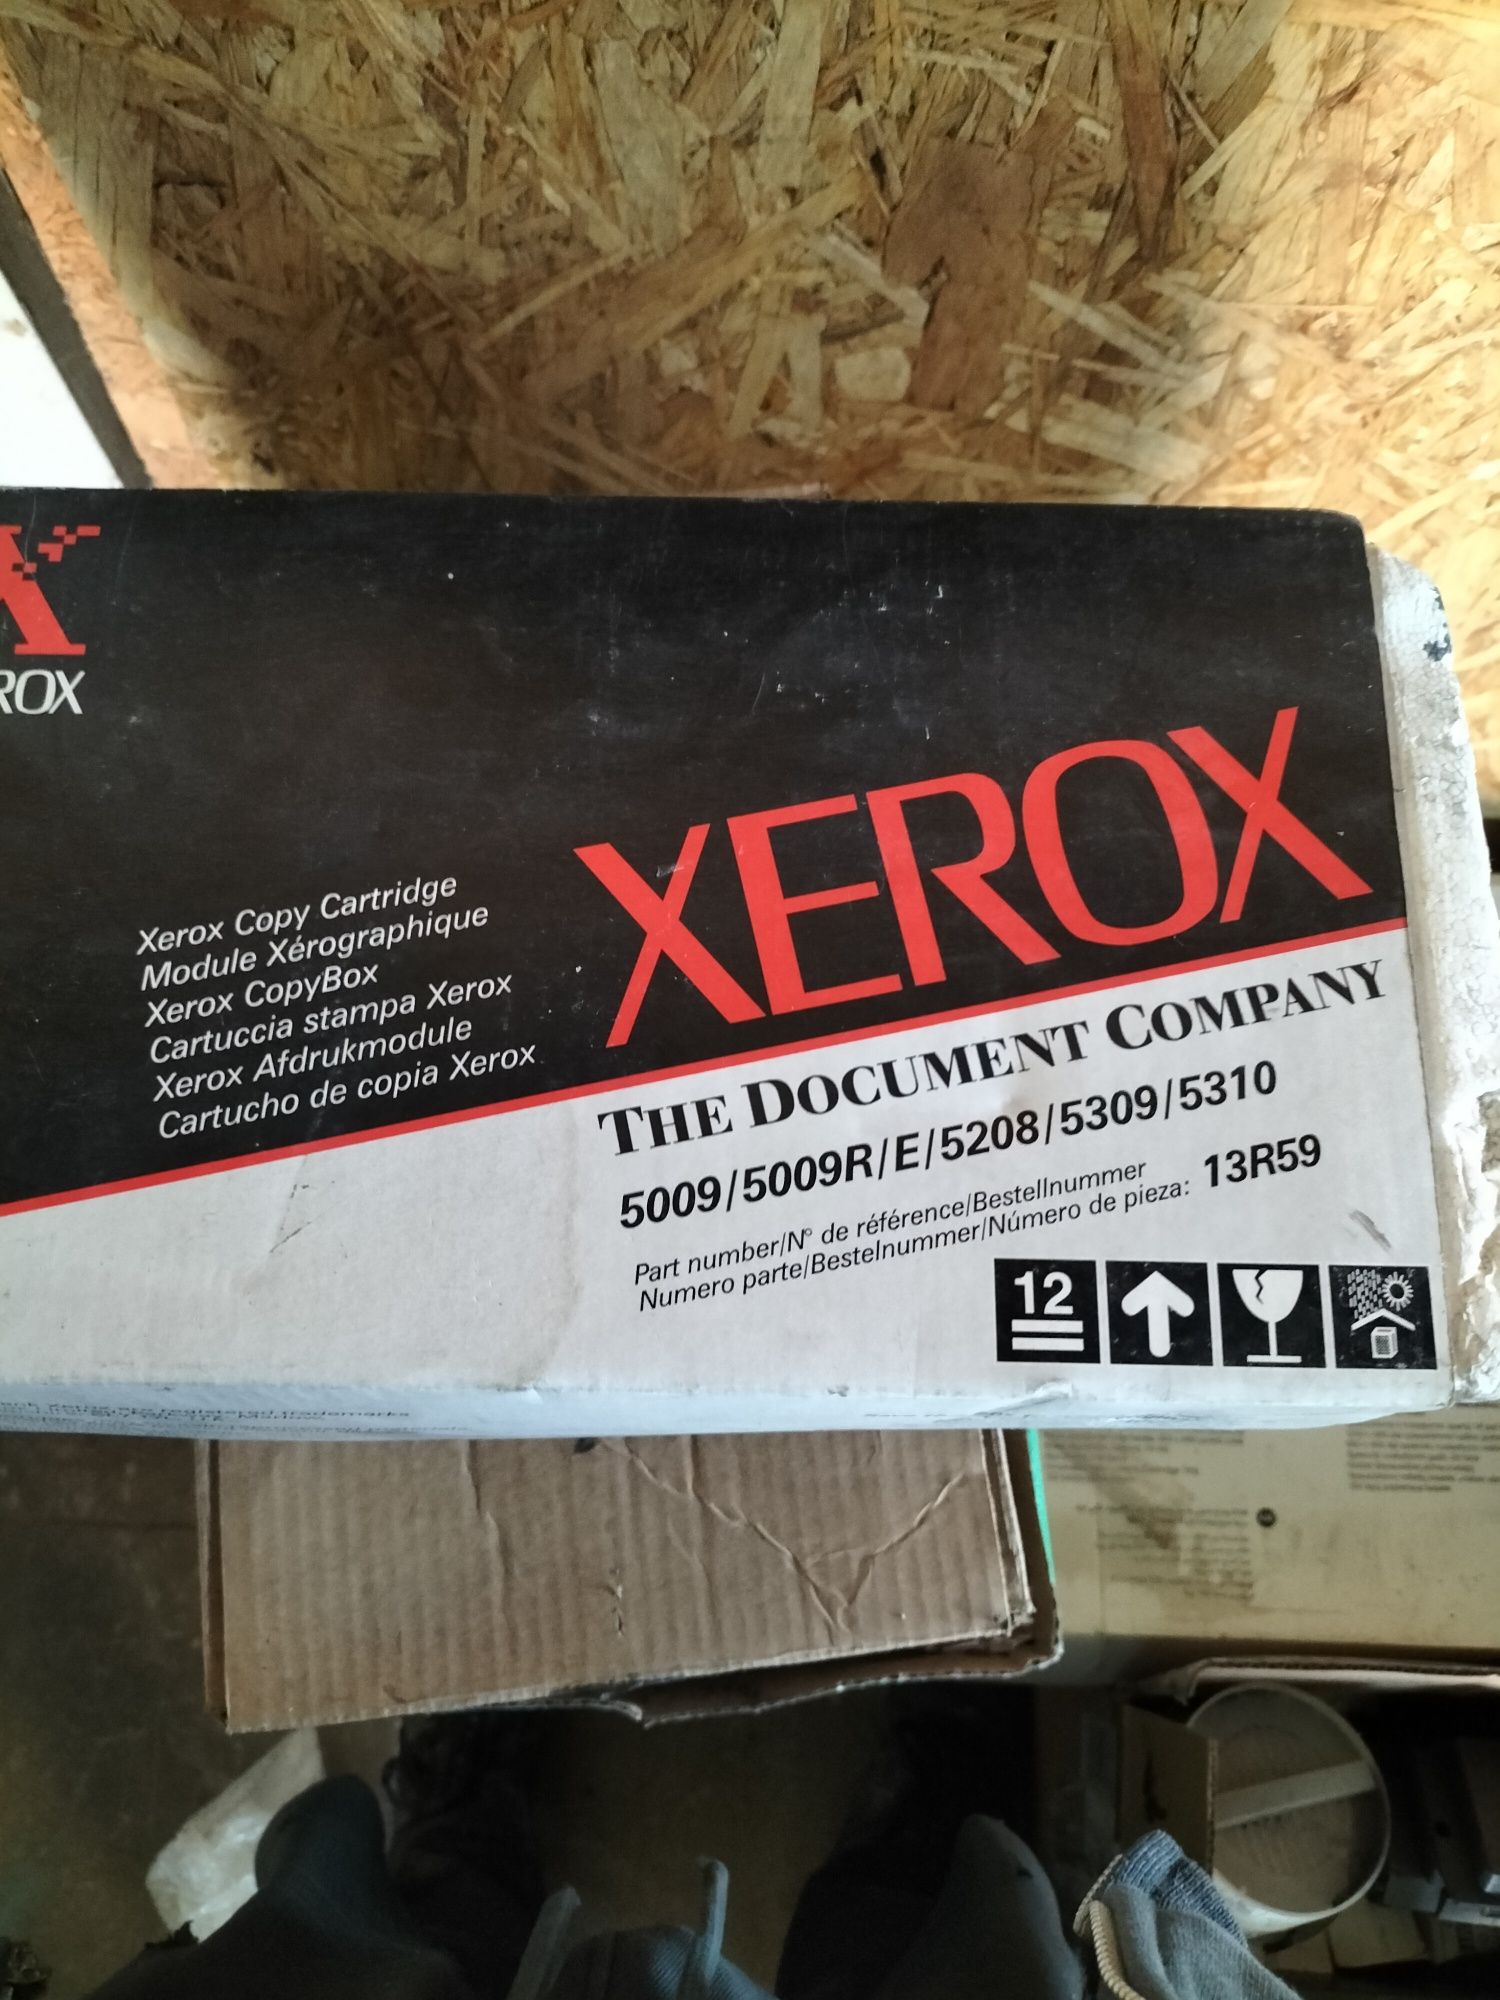 ROX
Xerox Copy Cartridge
Module Xérographique
Xerox CopyBox
Cartuccia stampa Xerox
Xerox Afdrukmodule
Cartucho de copia Xerox
XEROX
THE DOCUMENT COMPANY
5009/5009R/E/5208/5309/5310
Part number/N° de référence/Bestellnummer
Numero parte/Bestelnummer/Número de pieza: 13R59
12
registered trademarks